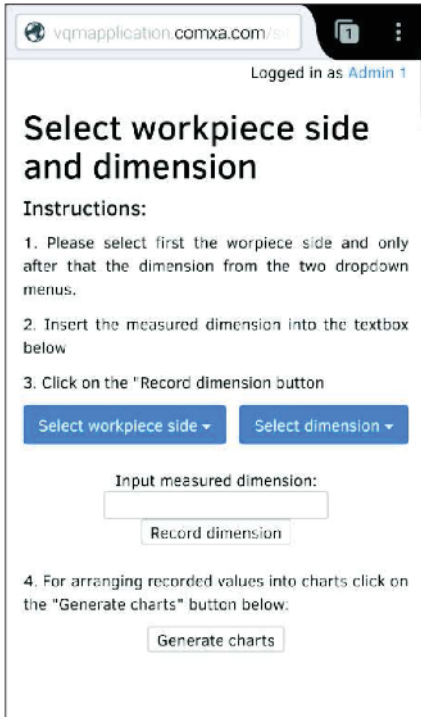 vqmapplication.comxa.com/s
1
Logged in as Admin 1
Select workpiece side
and dimension
Instructions:
1. Please select first the worpiece side and only
after that the dimension from the two dropdown
menus.
2. Insert the measured dimension into the textbox
below
3. Click on the "Record dimension button
Select workpiece side
Select dimension
Input measured dimension:
Record dimension
4. For arranging recorded values into charts click on
the "Generate charts" button below:
Generate charts